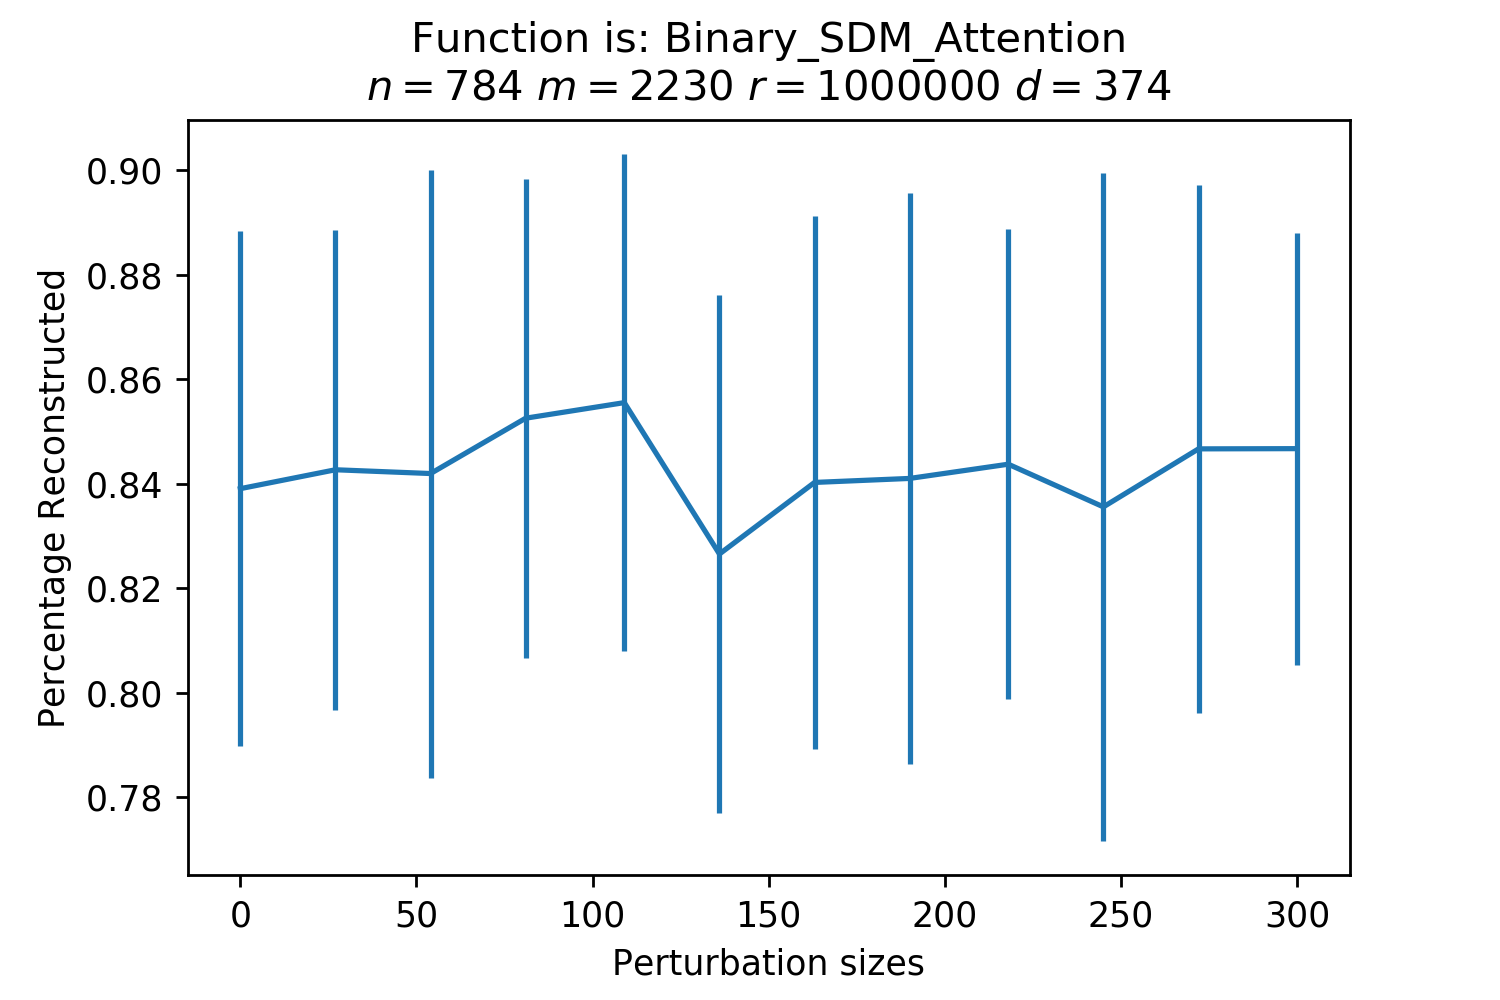 Function is: Binary_SDM_Attention
n = 784 m = 2230 r = 1000000 d = 374
Percentage Reconstructed
0.90
0.88
0.86
0.84
0.82
0.80
0.78
0 50 100 150 200 250 300
Perturbation sizes